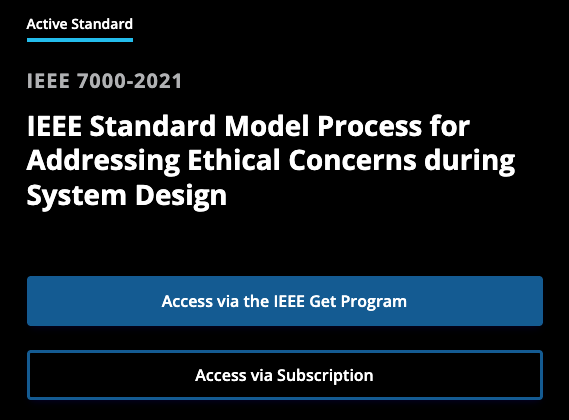 Active Standard
IEEE 7000-2021
IEEE Standard Model Process for
Addressing Ethical Concerns during
System Design
Access via the IEEE Get Program
Access via Subscription